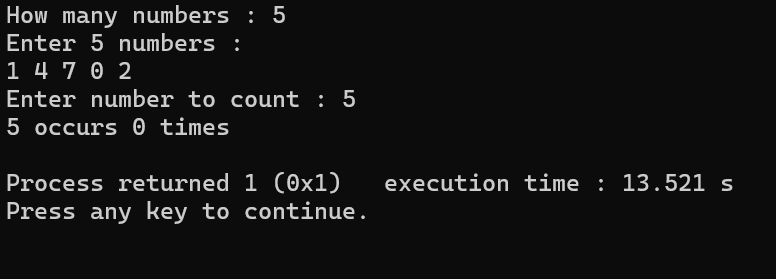 How many numbers : 5
Enter 5 numbers :
1 4 7 0 2
Enter number to count : 5
5 occurs 0 times
Process returned 1 (0x1)   execution time : 13.521 s
Press any key to continue.